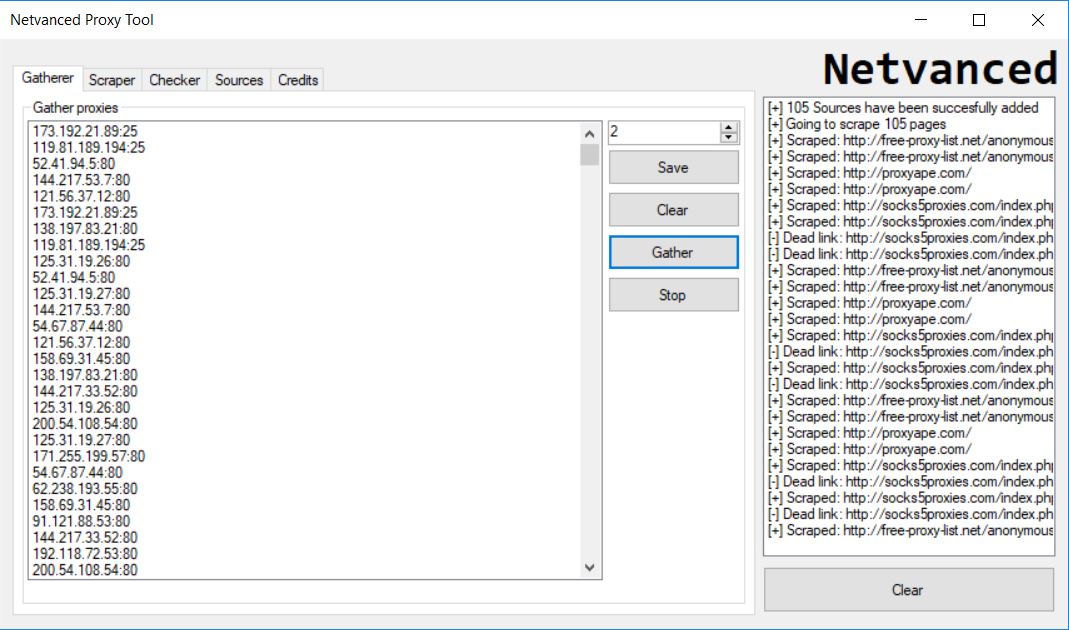 Netvanced Proxy Tool
Netvanced
Gatherer Scraper Checker Sources Credits
Gather proxies
173.192.21.89:25
119.81.189.194:25
52.41.94.5:80
144.217.53.7:80
121.56.37.12:80
173.192.21.89:25
138.197.83.21:80
119.81.189.194:25
125.31.19.26:80
52.41.94.5:80
125.31.19.27:80
144.217.53.7:80
54.67.87.44:80
121.56.37.12:80
158.69.31.45:80
138.197.83.21:80
144.217.33.52:80
125.31.19.26:80
200.54.108.54:80
125.31.19.27:80
171.255.199.57:80
54.67.87.44:80
62.238.193.55:80
158.69.31.45:80
91.121.88.53:80
144.217.33.52:80
192.118.72.53:80
200.54.108.54:80
2
Save
Clear
Gather
Stop
[+] 105 Sources have been succesfully added
[+] Going to scrape 105 pages
[+] Scraped: http://free-proxy-list.net/anonymous
[+] Scraped: http://free-proxy-list.net/anonymous
[+] Scraped: http://proxyape.com/
[+] Scraped: http://proxyape.com/
[+] Scraped: http://socks5proxies.com/index.php
[+] Scraped: http://socks5proxies.com/index.php
[-] Dead link: http://socks5proxies.com/index.ph
[-] Dead link: http://socks5proxies.com/index.ph
[+] Scraped: http://free-proxy-list.net/anonymous
[+] Scraped: http://free-proxy-list.net/anonymous
[+] Scraped: http://proxyape.com/
[+] Scraped: http://proxyape.com/
[+] Scraped: http://socks5proxies.com/index.php
[-] Dead link: http://socks5proxies.com/index.ph
[+] Scraped: http://socks5proxies.com/index.php
[-] Dead link: http://socks5proxies.com/index.ph
[+] Scraped: http://free-proxy-list.net/anonymous
[+] Scraped: http://free-proxy-list.net/anonymous
[+] Scraped: http://proxyape.com/
[+] Scraped: http://proxyape.com/
[+] Scraped: http://socks5proxies.com/index.php
[-] Dead link: http://socks5proxies.com/index.ph
[+] Scraped: http://socks5proxies.com/index.php
[-] Dead link: http://socks5proxies.com/index.ph
[+] Scraped: http://free-proxy-list.net/anonymous
Clear